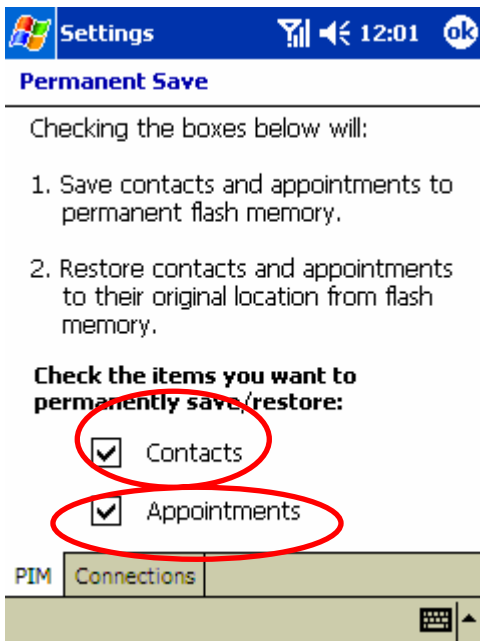 Settings 12:01 ok
Permanent Save
Checking the boxes below will:
1. Save contacts and appointments to
permanent flash memory.
2. Restore contacts and appointments
to their original location from flash
memory.
Check the items you want to
permanently save/restore:
Contacts
Appointments
PIM Connections